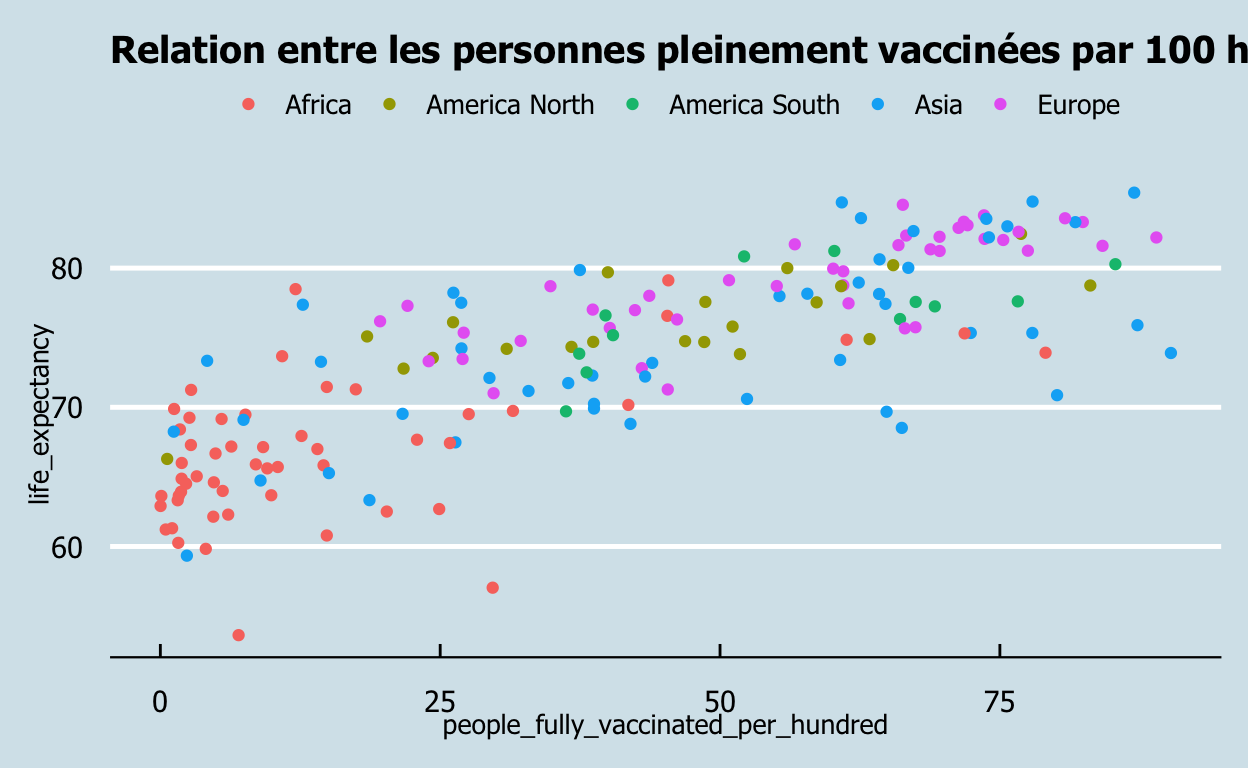 Relation entre les personnes pleinement vaccinées par 100 h
Africa America North America South Asia Europe
80
70
60
life_expectancy
0 25 50 75
people_fully_vaccinated_per_hundred